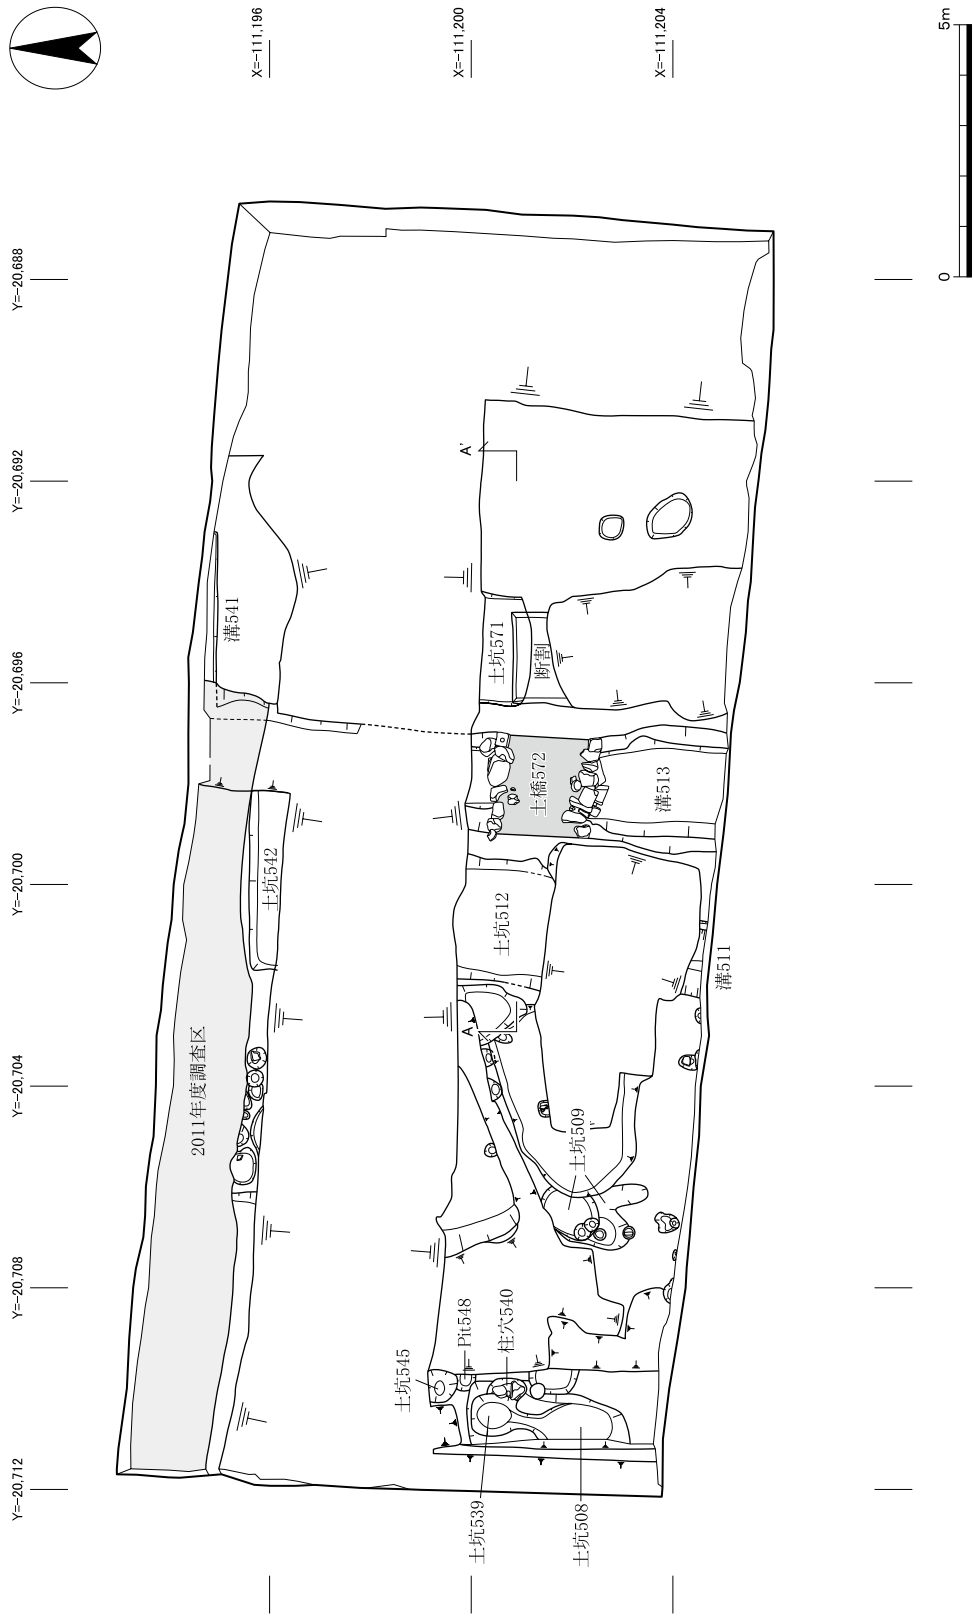 X=-111,196
X=-111,200
X=-111,204
5m
0
Y=-20,688
Y=-20,692
Y=-20,696
Y=-20,700
Y=-20,704
Y=-20,708
Y=-20,712
A'
溝541
土坑571
断割
土橋572
溝513
土坑542
土坑512
溝511
A
2011年度調査区
土坑509
Pit548
柱穴540
土坑545
土坑539
土坑508